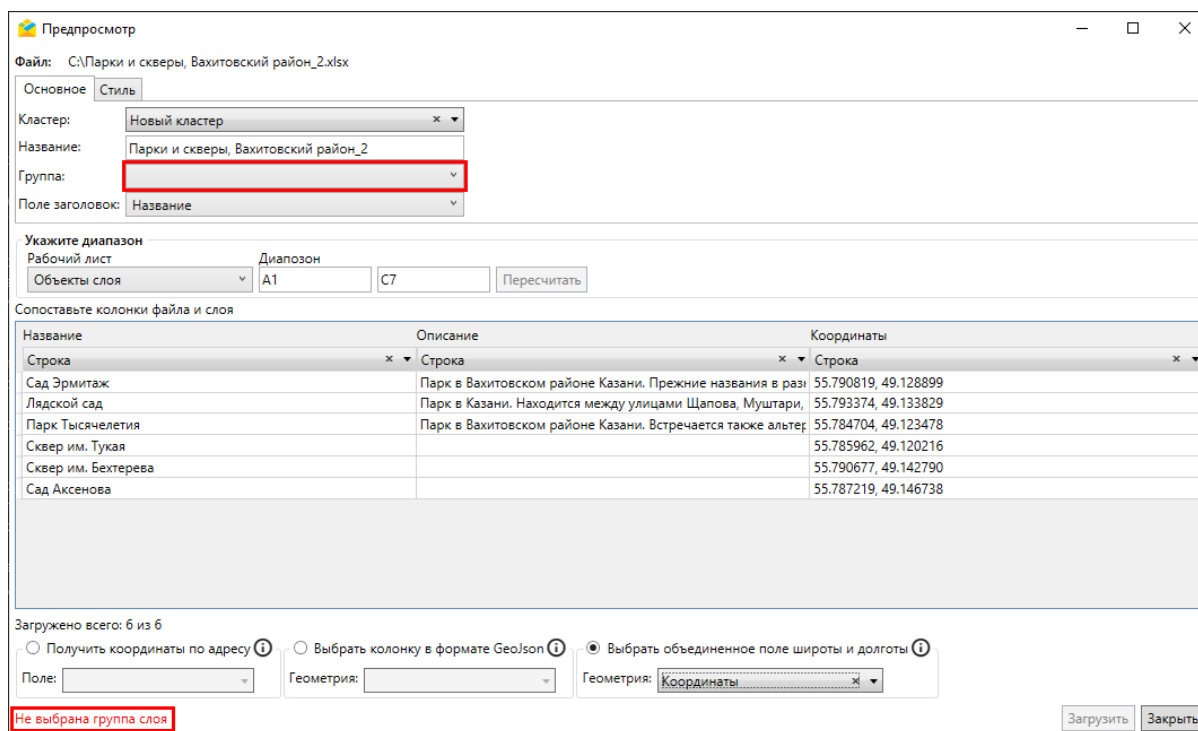 Предпросмотр
Файл: C:\Парки и скверы, Вахитовский район_2.xlsx
Основное Стиль
Кластер: Новый кластер
Название: Парки и скверы, Вахитовский район_2
Группа:
Поле заголовок: Название
Укажите диапазон
Рабочий лист Диапозон
Объекты слоя A1 C7 Пересчитать
Сопоставьте колонки файла и слоя
Название Описание Координаты
Строка Строка Строка
Сад Эрмитаж Парк в Вахитовском районе Казани. Прежние названия в раз 55.790819, 49.128899
Лядской сад Парк в Казани. Находится между улицами Щапова, Муштари, 55.793374, 49.133829
Парк Тысячелетия Парк в Вахитовском районе Казани. Встречается также альтер 55.784704, 49.123478
Сквер им. Тукая 55.785962, 49.120216
Сквер им. Бехтерева 55.790677, 49.142790
Сад Аксенова 55.787219, 49.146738
Загружено всего: 6 из 6
Получить координаты по адресу Выбрать колонку в формате GeoJson Выбрать объединенное поле широты и долготы
Поле: Геометрия: Геометрия: Координаты
Не выбрана группа слоя Загрузить Закрыть